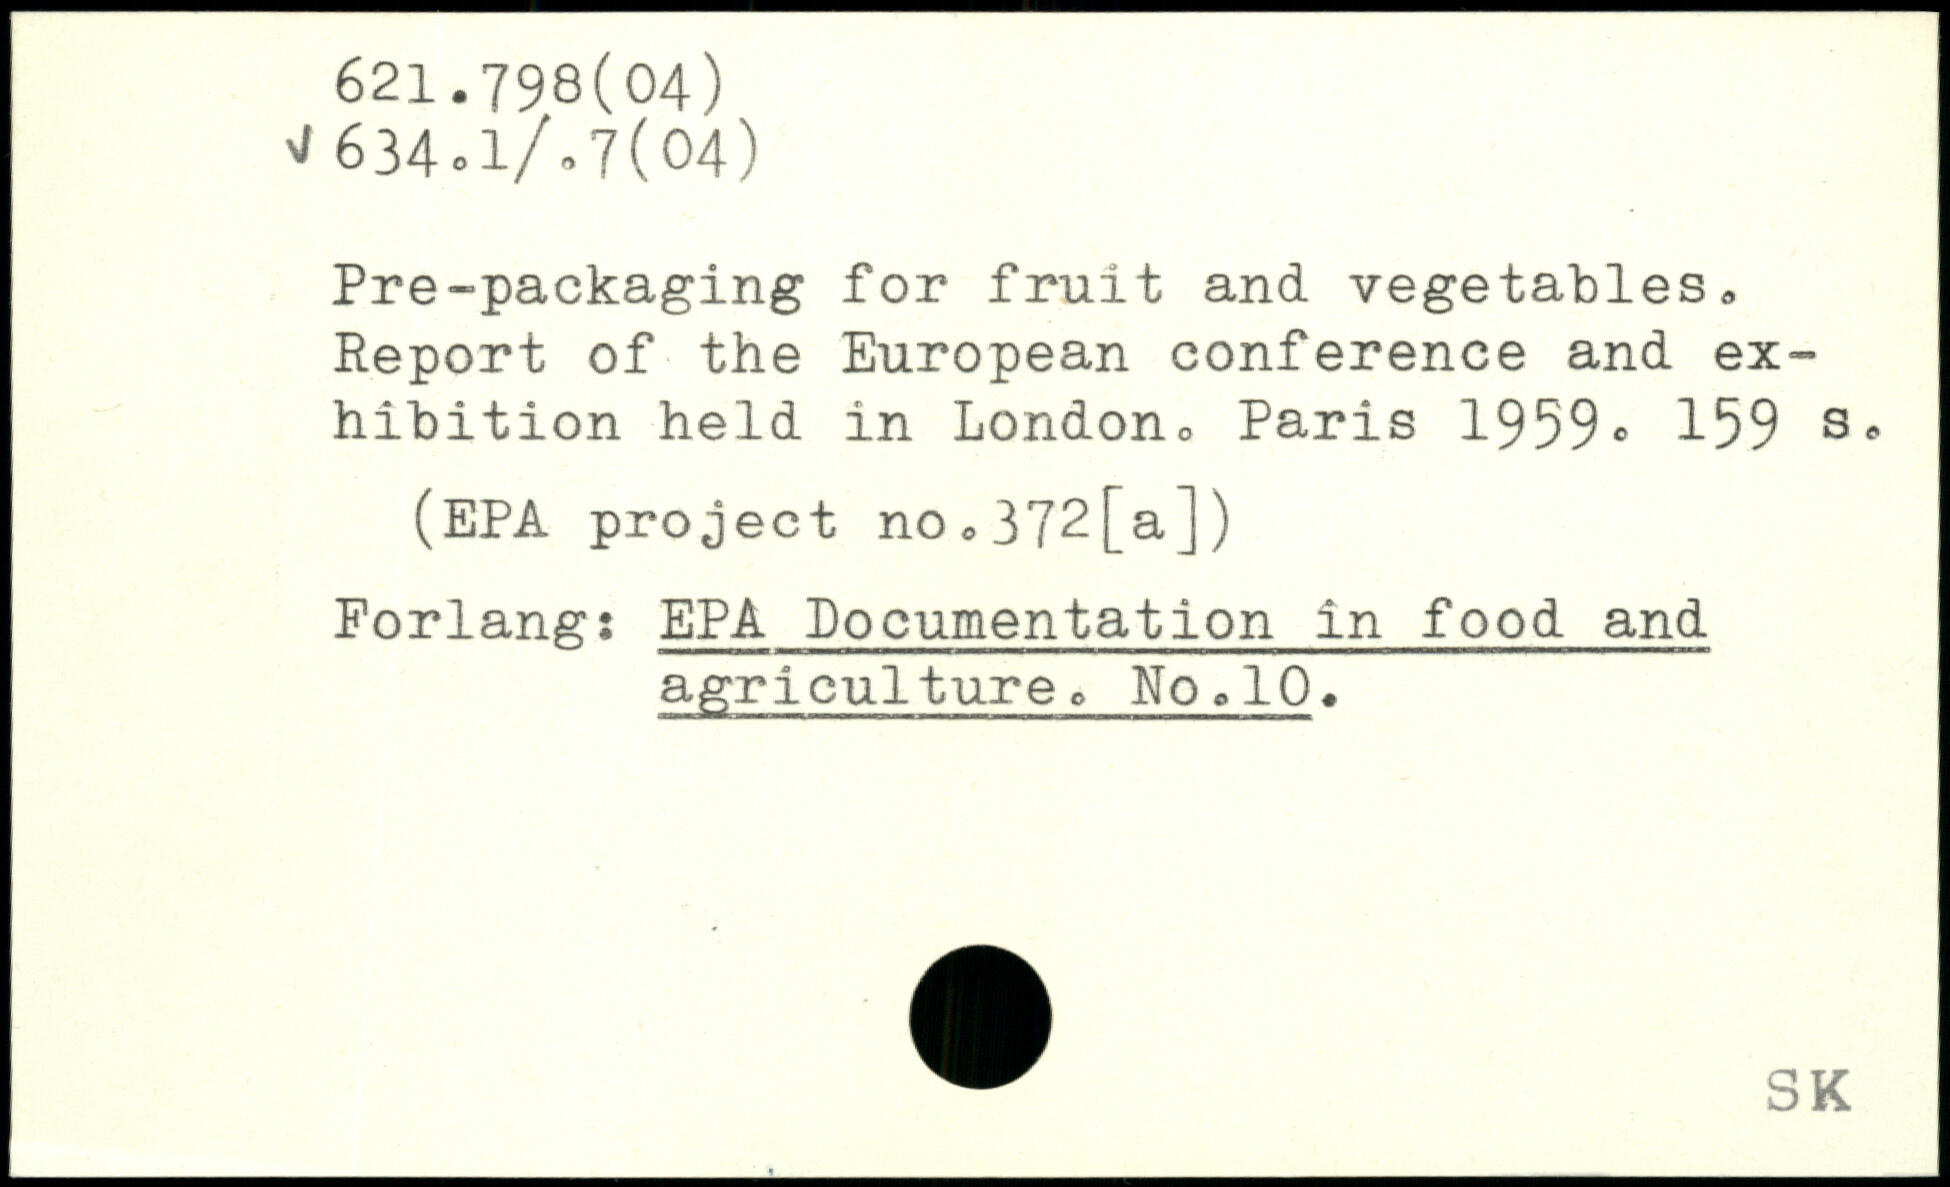 621.798(04)
✓ 634.1/.7(04)
Pre-packaging for fruit and vegetables.
Report of the European conference and ex-
hibition held in London. Paris 1959. 159 s.
(EPA project no.372[a])
Forlang: EPA Documentation in food and
agriculture. No.10.
SK